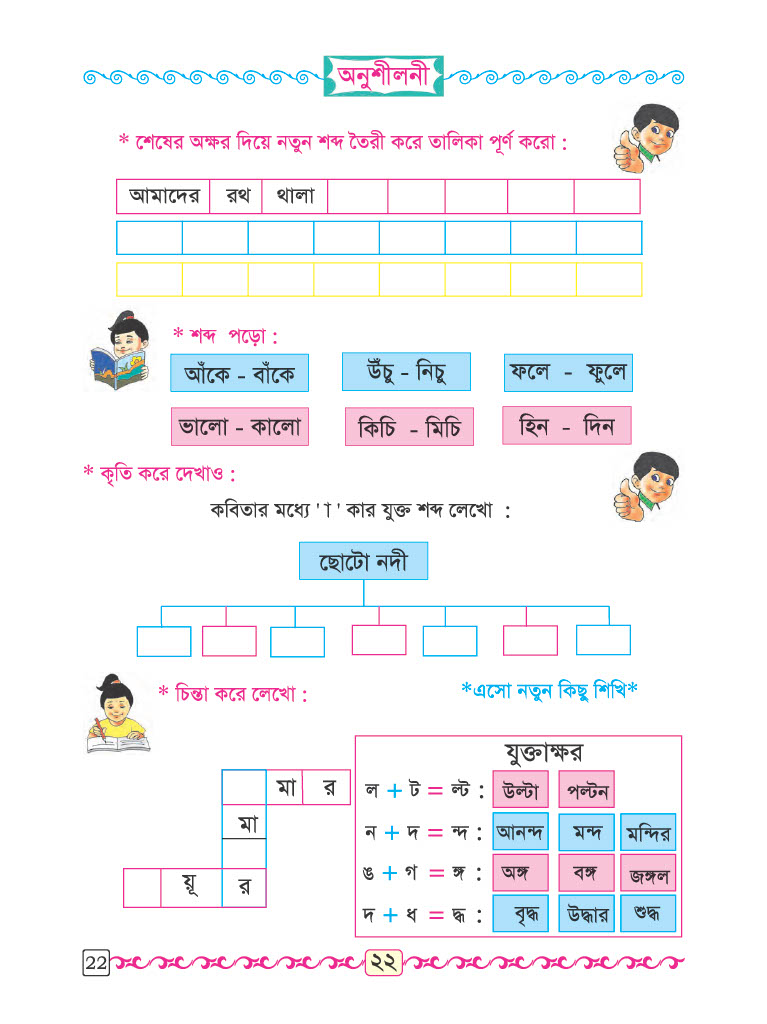 অনুশীলনী
* শেষের অক্ষর দিয়ে নতুন শব্দ তৈরী করে তালিকা পূর্ণ করো :
আমাদের রথ থালা
* শব্দ পড়ো :
আঁকে - বাঁকে উঁচু - নিচু ফলে - ফুলে
ভালো - কালো কিচি - মিচি হিন - দিন
* কৃতি করে দেখাও :
কবিতার মধ্যে ' া ' কার যুক্ত শব্দ লেখো :
ছোটো নদী
* চিন্তা করে লেখো :
*এসো নতুন কিছু শিখি*
মা র
মা
য়ূ র
যুক্তাক্ষর
ল + ট = ল্ট : উল্টা পল্টন
ন + দ = ন্দ : আনন্দ মন্দ মন্দির
ঙ + গ = ঙ্গ : অঙ্গ বঙ্গ জঙ্গল
দ + ধ = দ্ধ : বৃদ্ধ উদ্ধার শুদ্ধ
22 ২২